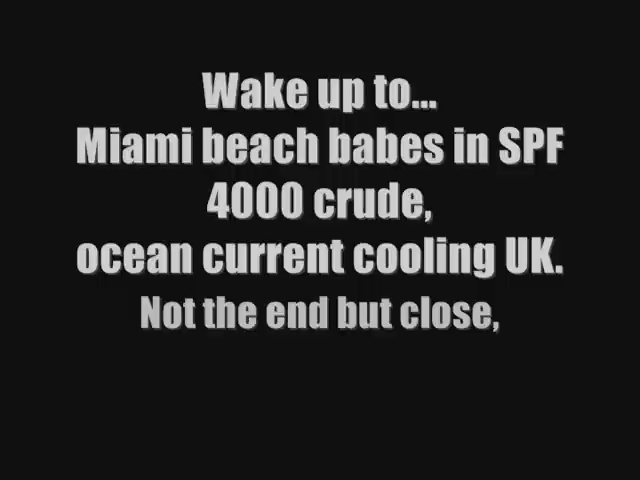 Wake up to...
Miami beach babes in SPF
4000 crude,
ocean current cooling UK.
Not the end but close,